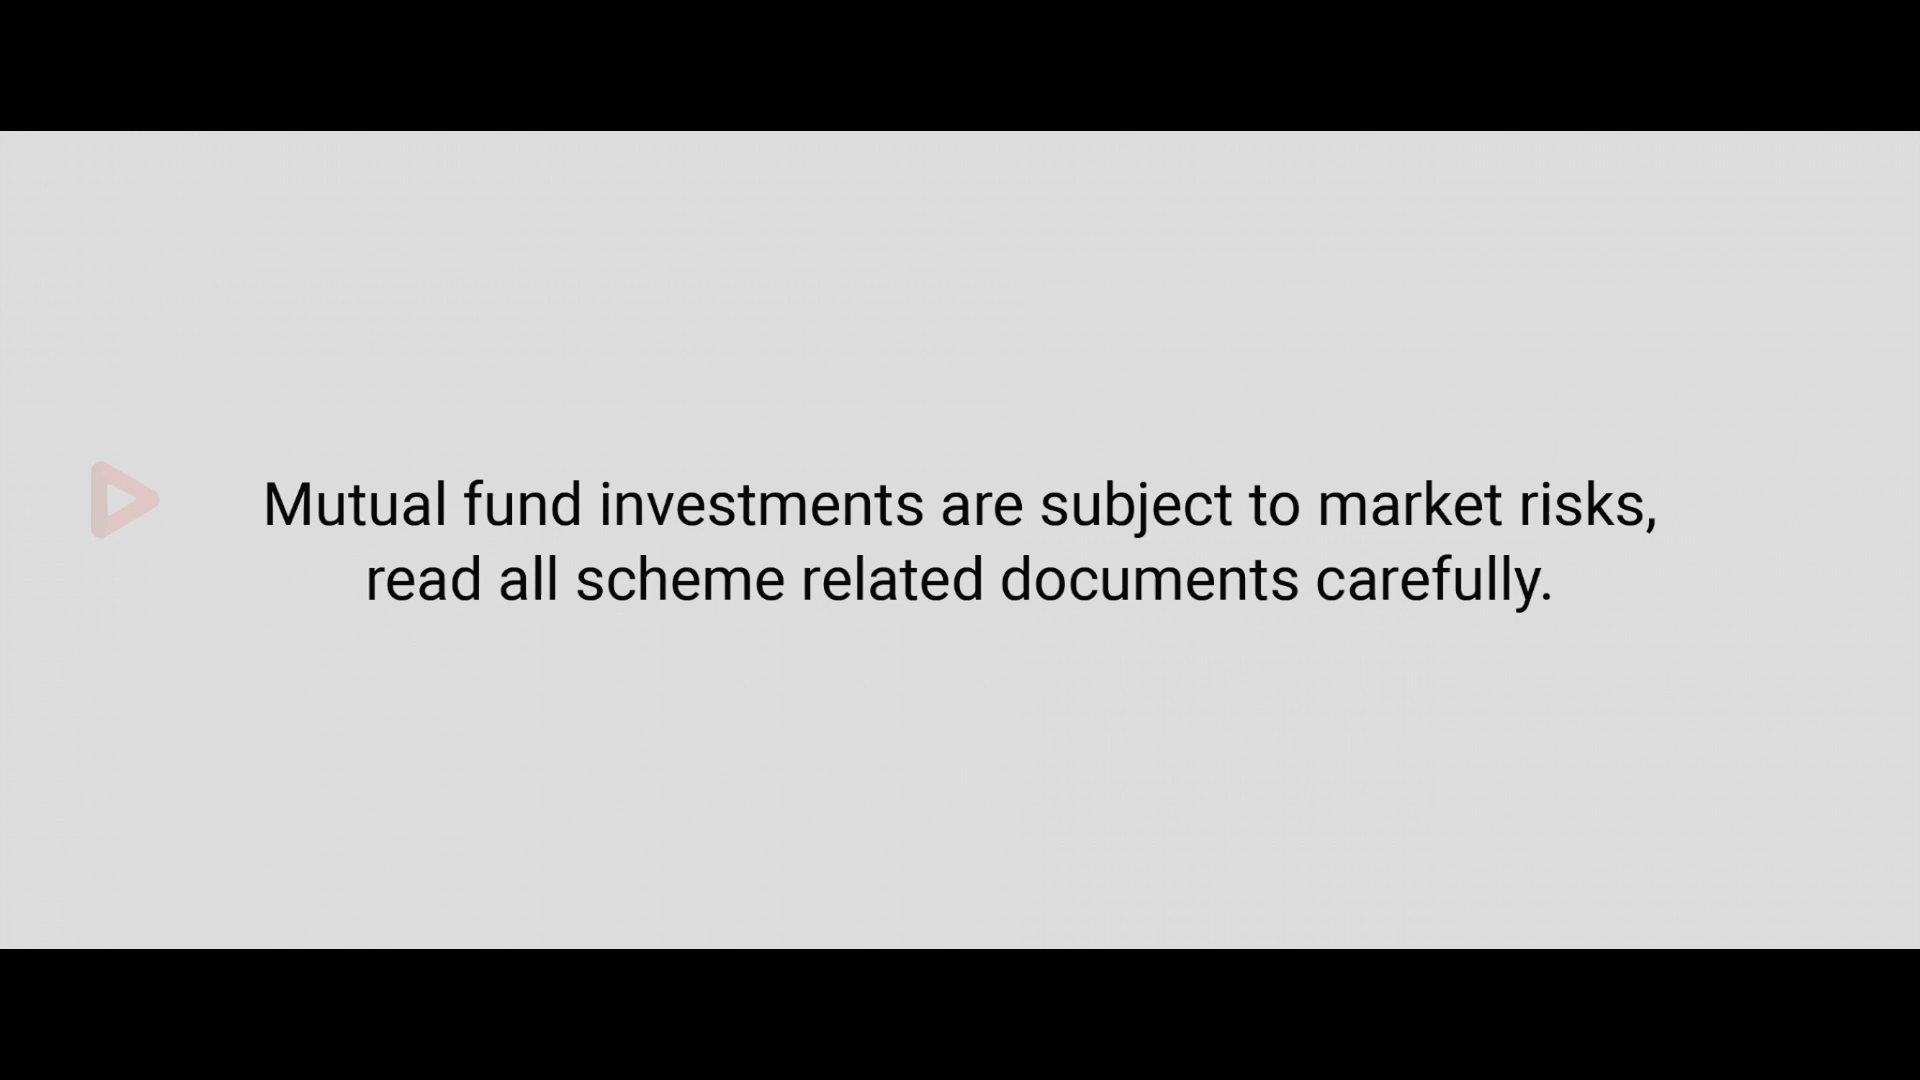 Mutual fund investments are subject to market risks,
read all scheme related documents carefully.